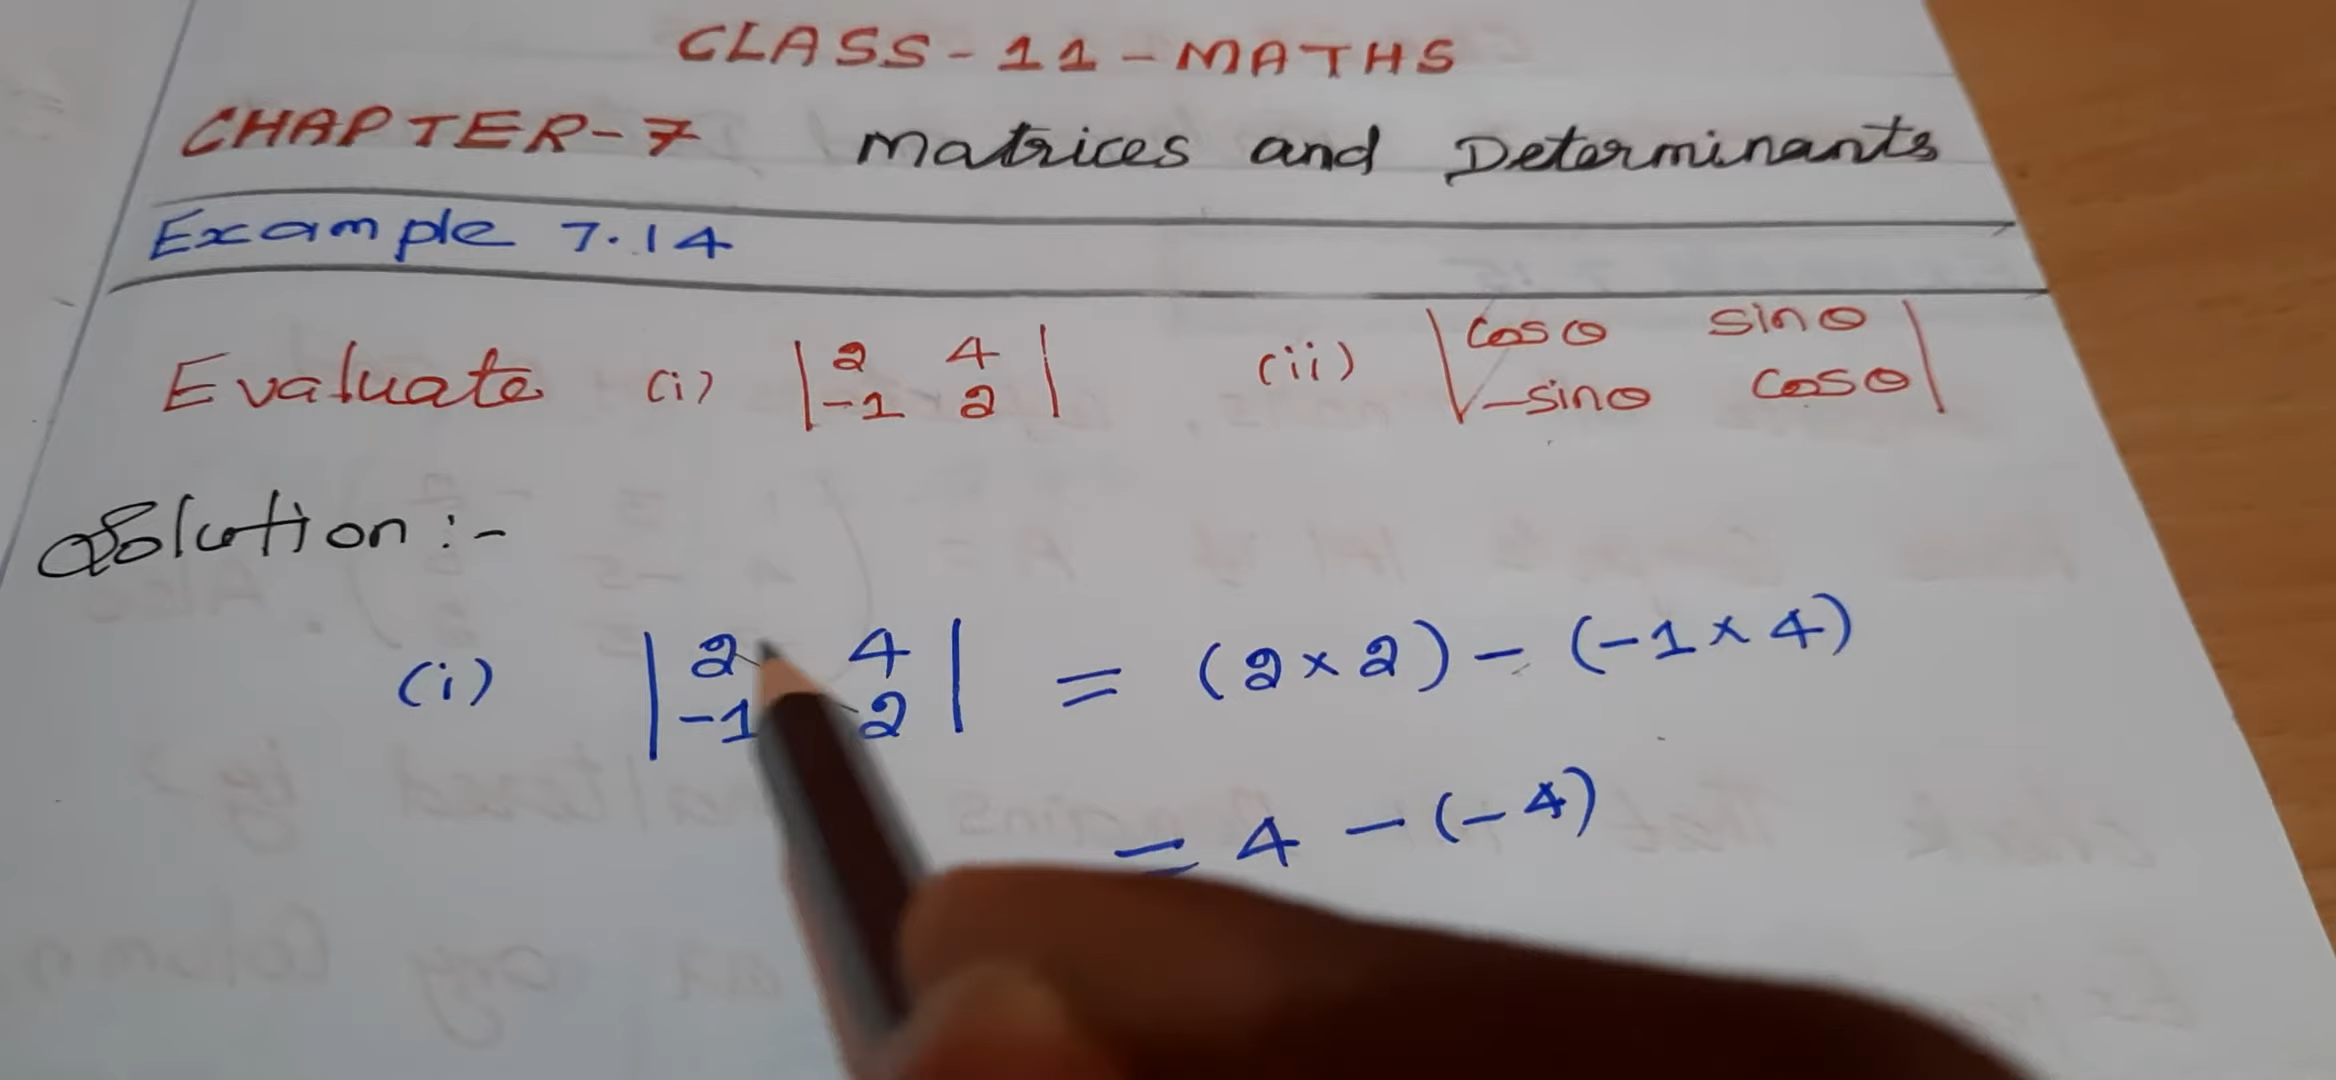 CLASS-11-MATHS
CHAPTER-7 Matrices and Determinants
Example 7.14
Evaluate (i) | 2 4 | (ii) | cosθ sinθ |
| -1 2 | | -sinθ cosθ |
Solution :-
(i) | 2 4 | = (2×2) - (-1×4)
| -1 2 |
= 4 - (-4)